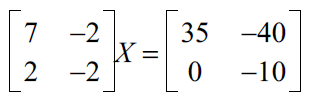 [7 –2; 2 –2] X = [35 –40; 0 –10]